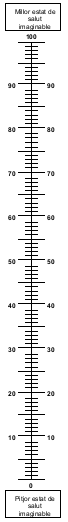 Millor estat de
salut
imaginable
100
90 90
80 80
70 70
60 60
50 50
40 40
30 30
20 20
10 10
0
Pitjor estat de
salut
imaginable